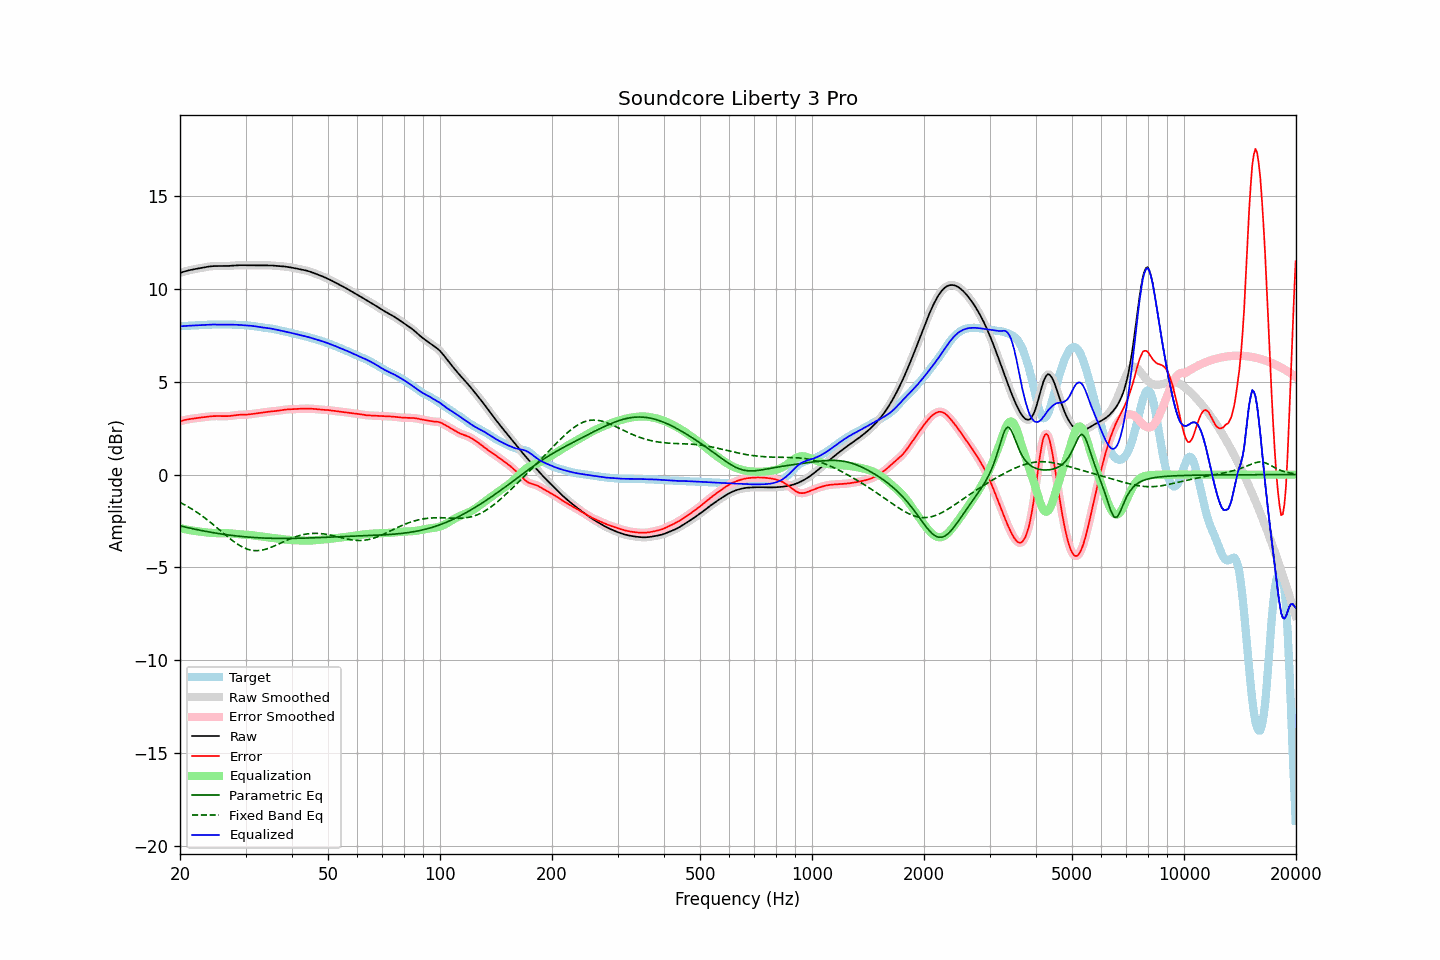 Soundcore Liberty 3 Pro
Amplitude (dBr)
15
10
5
0
−5
−10
−15
−20
Target
Raw Smoothed
Error Smoothed
Raw
Error
Equalization
Parametric Eq
Fixed Band Eq
Equalized
20 50 100 200 500 1000 2000 5000 10000 20000
Frequency (Hz)